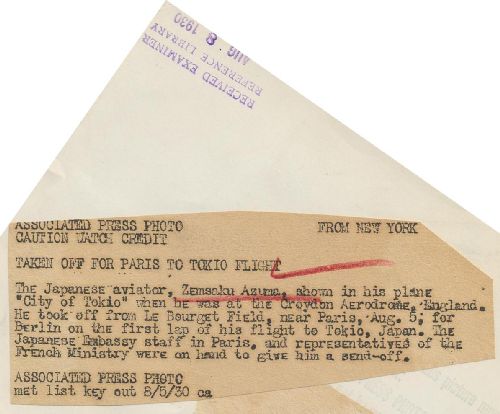 RECEIVED EXAMINER
REFERENCE LIBRARY
AUG 8 1930
ASSOCIATED PRESS PHOTO FROM NEW YORK
CAUTION WATCH CREDIT
TAKEN OFF FOR PARIS TO TOKIO FLIGHT
The Japanese aviator, Zensaku Azuma, shown in his plane
"City of Tokio" when he was at the Croydon Aerodrome, England.
He took off from Le Bourget Field, near Paris, Aug. 5, for
Berlin on the first lap of his flight to Tokio, Japan. The
Japanese Embassy staff in Paris, and representatives of the
French Ministry were on hand to give him a send-off.
ASSOCIATED PRESS PHOTO
met list key out 8/5/30 ca